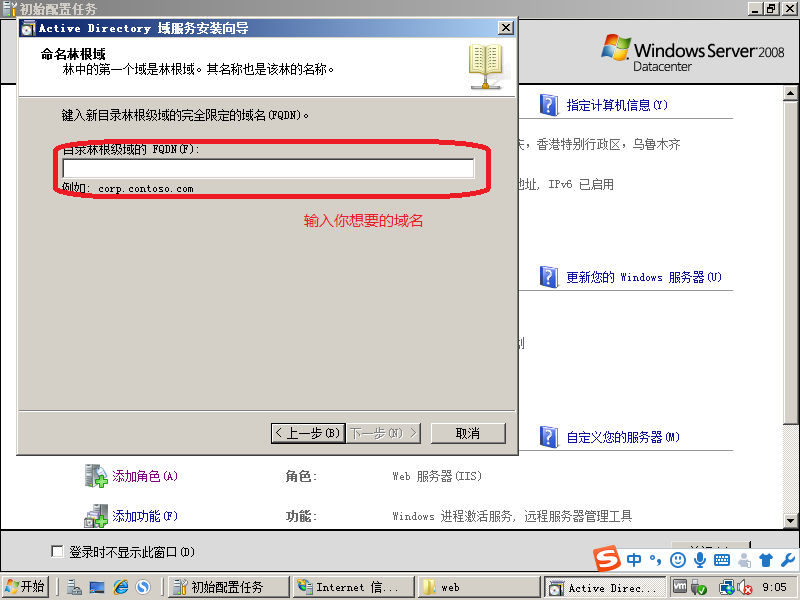 初始配置任务
Active Directory 域服务安装向导
命名林根域
林中的第一个域是林根域。其名称也是该林的名称。
Windows Server 2008
Datacenter
键入新目录林根级域的完全限定的域名(FQDN)。
指定计算机信息(Y)
目录林根级域的 FQDN(F):
，香港特别行政区，乌鲁木齐
例如: corp.contoso.com
地址, IPv6 已启用
输入你想要的域名
更新您的 Windows 服务器(U)
< 上一步(B)
下一步(N) >
取消
自定义您的服务器(M)
添加角色(A)
角色:
Web 服务器(IIS)
添加功能(F)
功能:
Windows 进程激活服务, 远程服务器管理工具
登录时不显示此窗口(D)
S 中
开始
初始配置任务
Internet 信...
web
Active Direc...
9:05